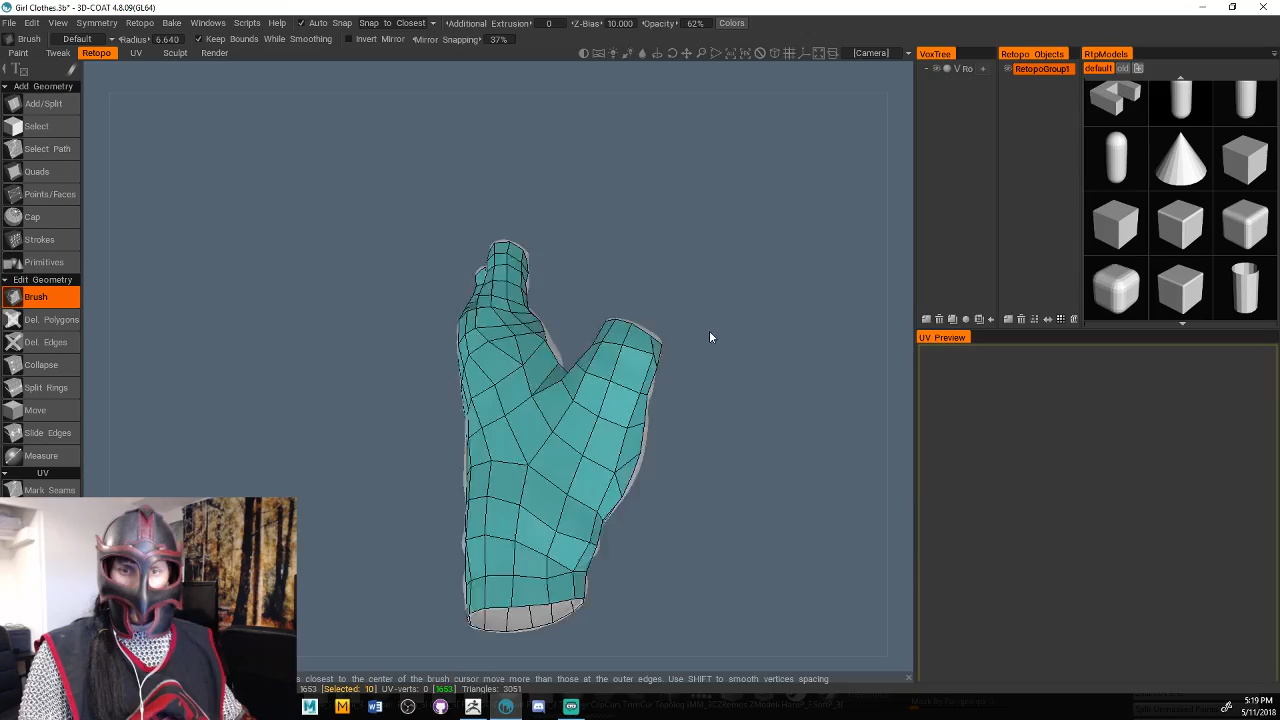 Girl Clothes.3b* - 3D-COAT 4.8.09(GL64)
File Edit View Symmetry Retopo Bake Windows Scripts Help Auto Snap Snap to Closest Additional Extrusion 0 Z-Bias 10.000 Opacity 62% Colors
Brush Default Radius 6.640 Keep Bounds While Smoothing Invert Mirror Mirror Snapping 37%
Paint Tweak Retopo UV Sculpt Render [Camera] VoxTree Retopo Objects RtpModels
V Ro + RetopoGroup1 default old
Add Geometry
Add/Split
Select
Select Path
Quads
Points/Faces
Cap
Strokes
Primitives
Edit Geometry
Brush
Del. Polygons
Del. Edges
Collapse
Split Rings
Move
Slide Edges
Measure
UV
Mark Seams
UV Preview
s closest to the center of the brush cursor move more than those at the outer edges. Use SHIFT to smooth vertices spacing
1653 [Selected: 10] UV-verts: 0 [1653] Triangles: 3051
5:19 PM
5/11/2018